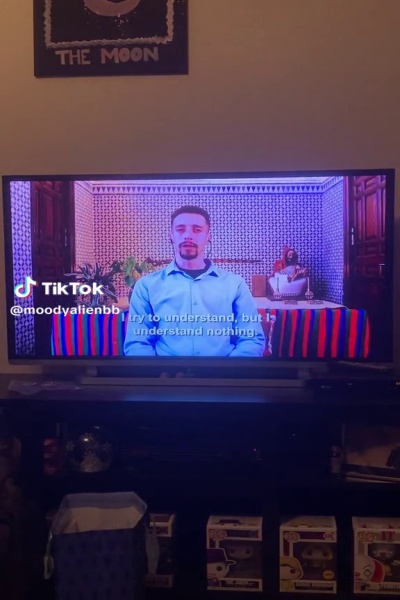 THE MOON
TikTok
@moodyalienbb
I try to understand, but I
understand nothing.